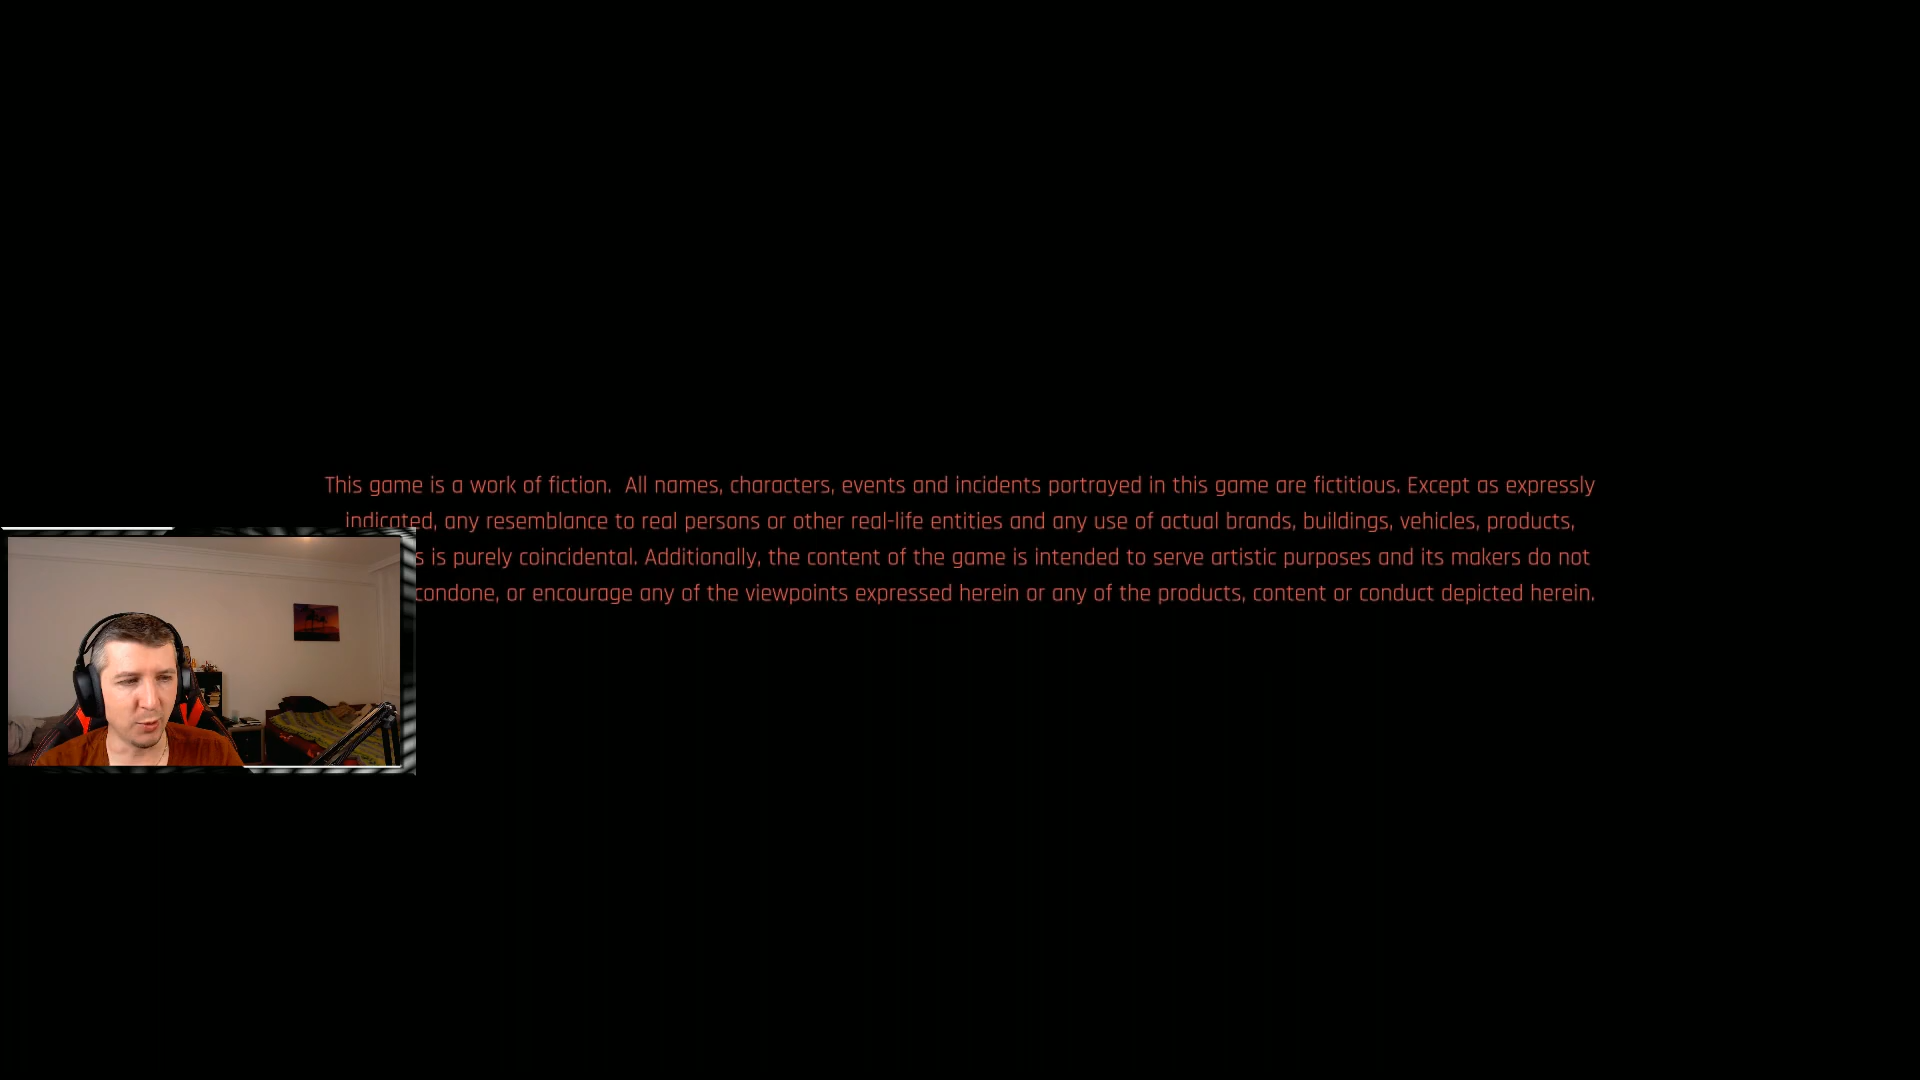 This game is a work of fiction.  All names, characters, events and incidents portrayed in this game are fictitious. Except as expressly
indicated, any resemblance to real persons or other real-life entities and any use of actual brands, buildings, vehicles, products,
is purely coincidental. Additionally, the content of the game is intended to serve artistic purposes and its makers do not
condone, or encourage any of the viewpoints expressed herein or any of the products, content or conduct depicted herein.